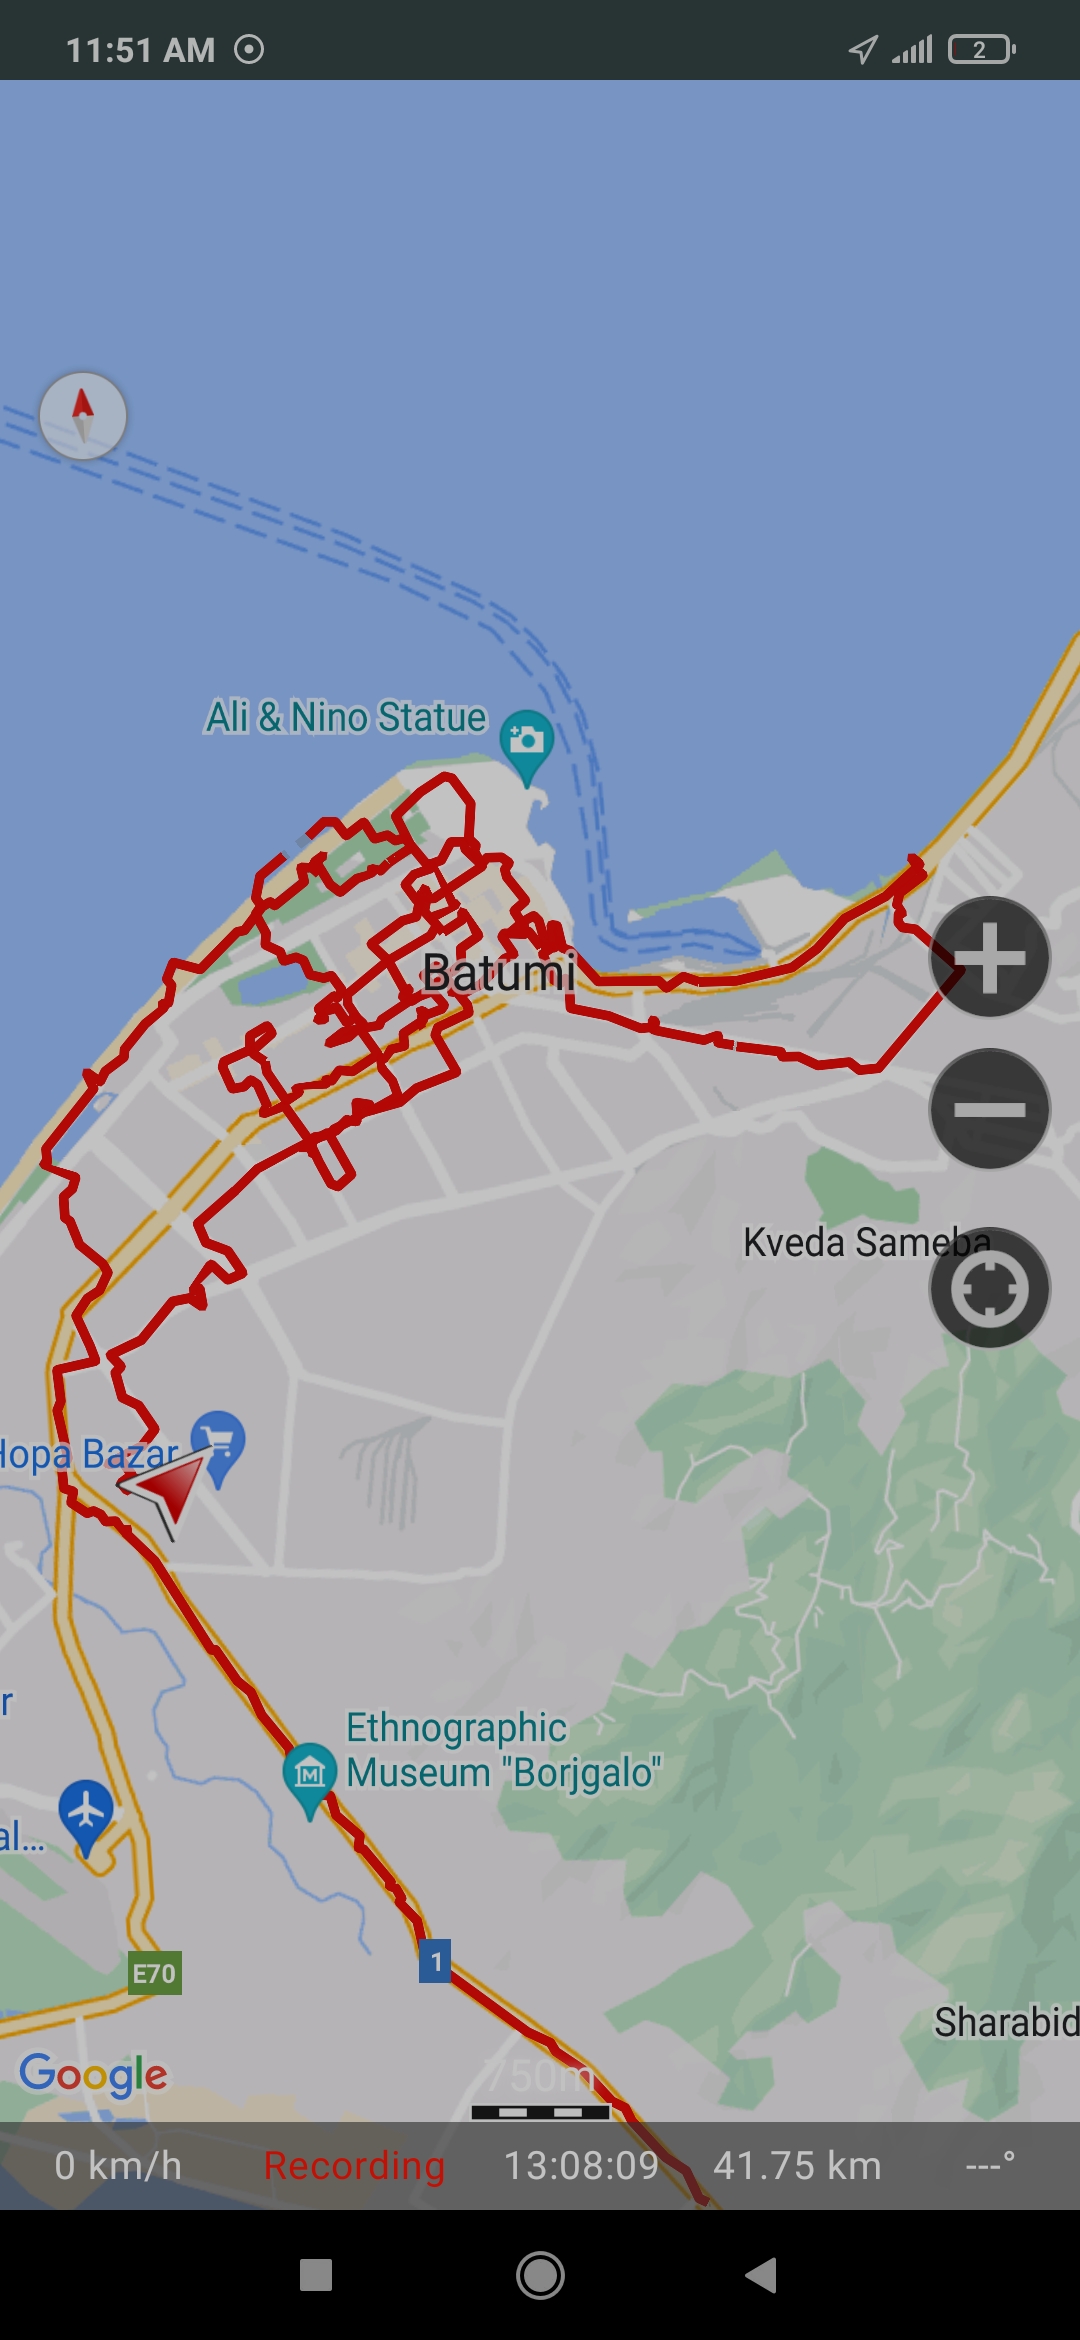 11:51 AM
2
Ali & Nino Statue
Batumi
Kveda Sameba
Hopa Bazar
r
Ethnographic
Museum "Borjgalo"
al...
1
E70
Sharabid
Google
750m
0 km/h Recording 13:08:09 41.75 km ---°